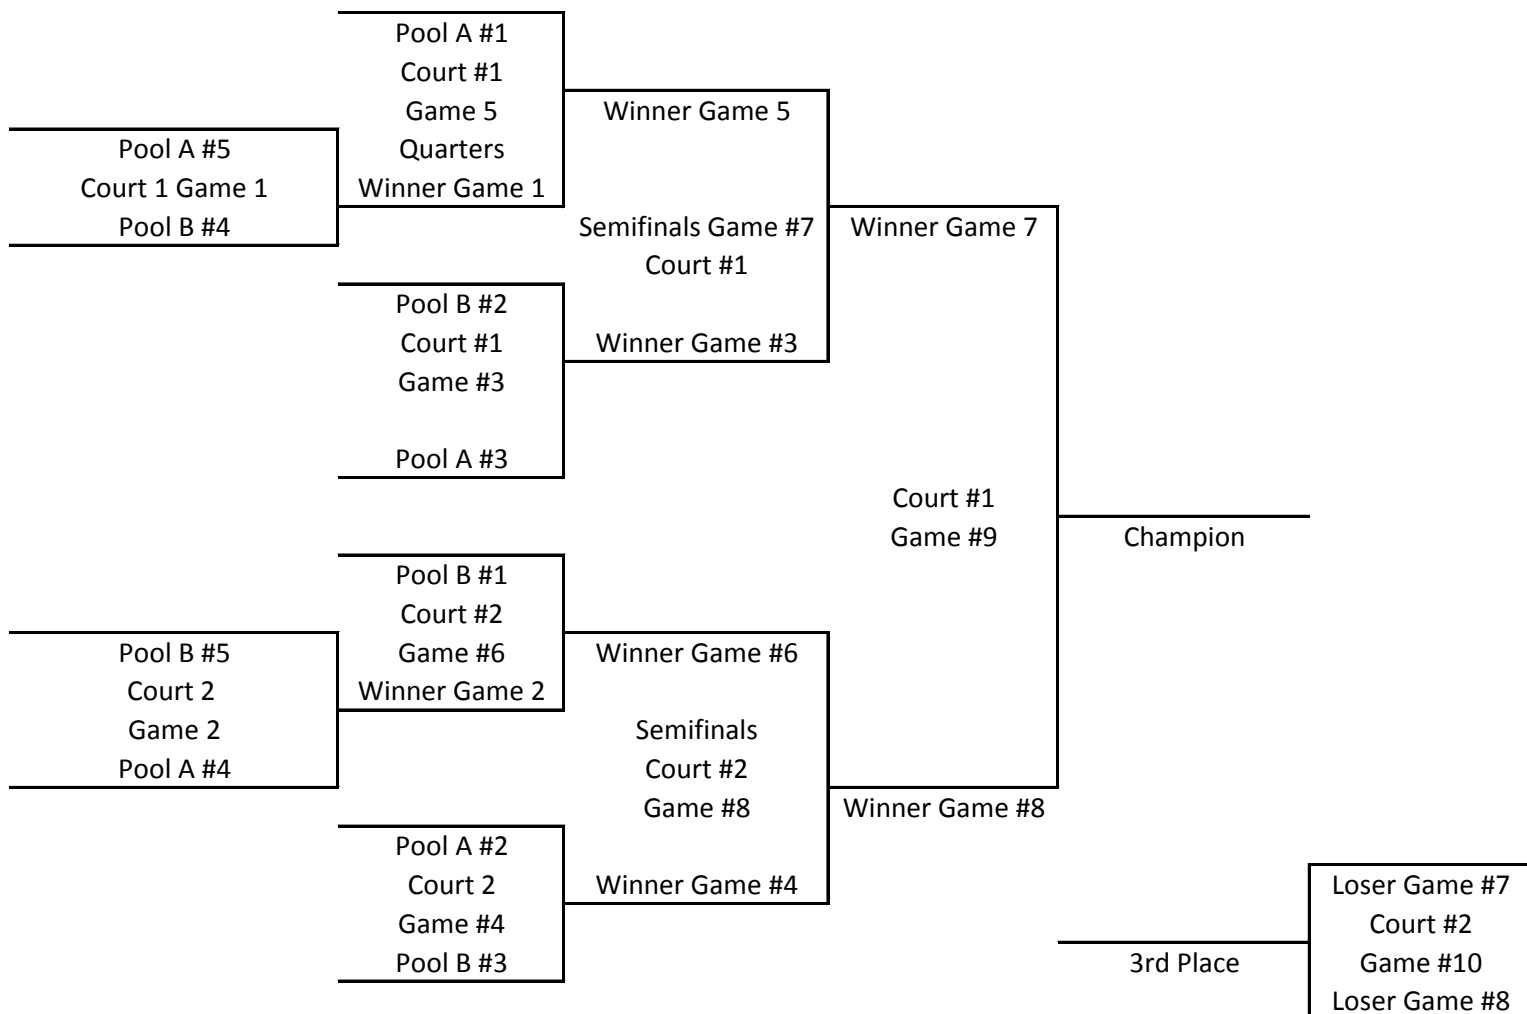 Pool A #1
Court #1
Game 5
Quarters
Winner Game 1
Pool A #5
Court 1 Game 1
Pool B #4
Winner Game 5
Semifinals Game #7
Court #1
Winner Game #3
Winner Game 7
Pool B #2
Court #1
Game #3
Pool A #3
Court #1
Game #9
Champion
Pool B #1
Court #2
Game #6
Winner Game 2
Pool B #5
Court 2
Game 2
Pool A #4
Winner Game #6
Semifinals
Court #2
Game #8
Winner Game #4
Winner Game #8
Pool A #2
Court 2
Game #4
Pool B #3
3rd Place
Loser Game #7
Court #2
Game #10
Loser Game #8